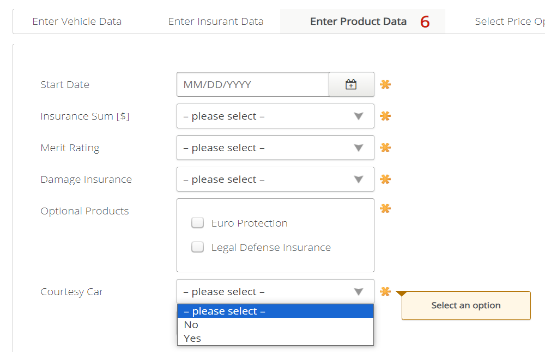 Enter Vehicle Data Enter Insurant Data Enter Product Data 6 Select Price Op
Start Date MM/DD/YYYY
Insurance Sum [$] – please select –
Merit Rating – please select –
Damage Insurance – please select –
Optional Products
Euro Protection
Legal Defense Insurance
Courtesy Car – please select – Select an option
– please select –
No
Yes